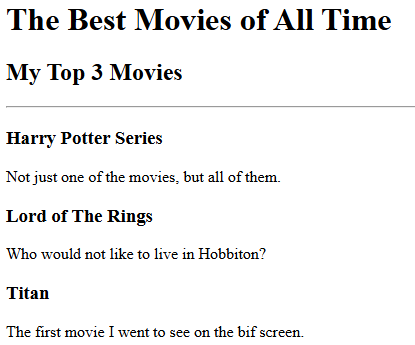 The Best Movies of All Time
My Top 3 Movies
Harry Potter Series
Not just one of the movies, but all of them.
Lord of The Rings
Who would not like to live in Hobbiton?
Titan
The first movie I went to see on the bif screen.